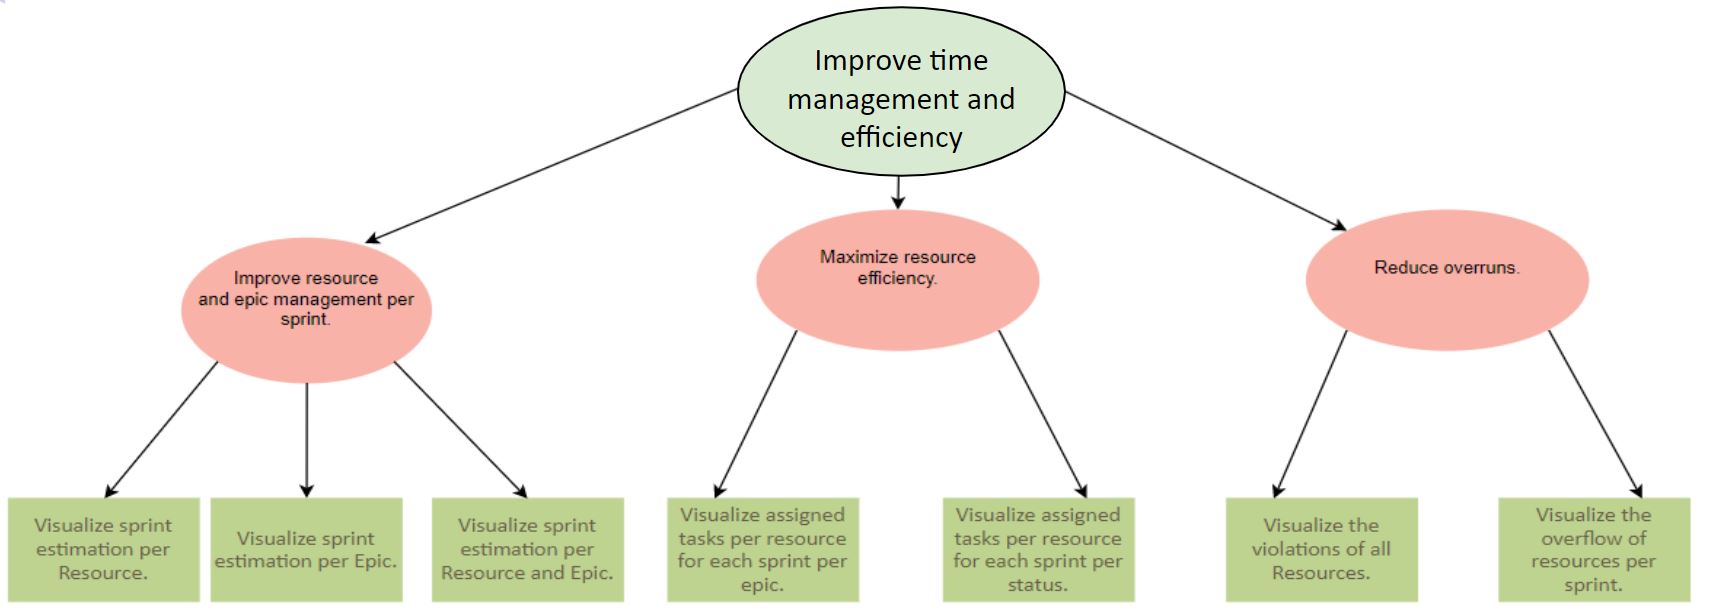 Improve time
management and
efficiency
Improve resource
and epic management per
sprint.
Maximize resource
efficiency.
Reduce overruns.
Visualize sprint
estimation per
Resource.
Visualize sprint
estimation per Epic.
Visualize sprint
estimation per
Resource and Epic.
Visualize assigned
tasks per resource
for each sprint per
epic.
Visualize assigned
tasks per resource
for each sprint per
status.
Visualize the
violations of all
Resources.
Visualize the
overflow of
resources per
sprint.